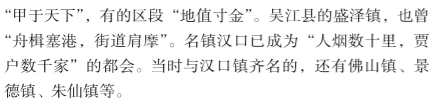 “甲于天下”，有的区段“地值寸金”。吴江县的盛泽镇，也曾
“舟楫塞港，街道肩摩”。名镇汉口已成为“人烟数十里，贾
户数千家”的都会。当时与汉口镇齐名的，还有佛山镇、景
德镇、朱仙镇等。